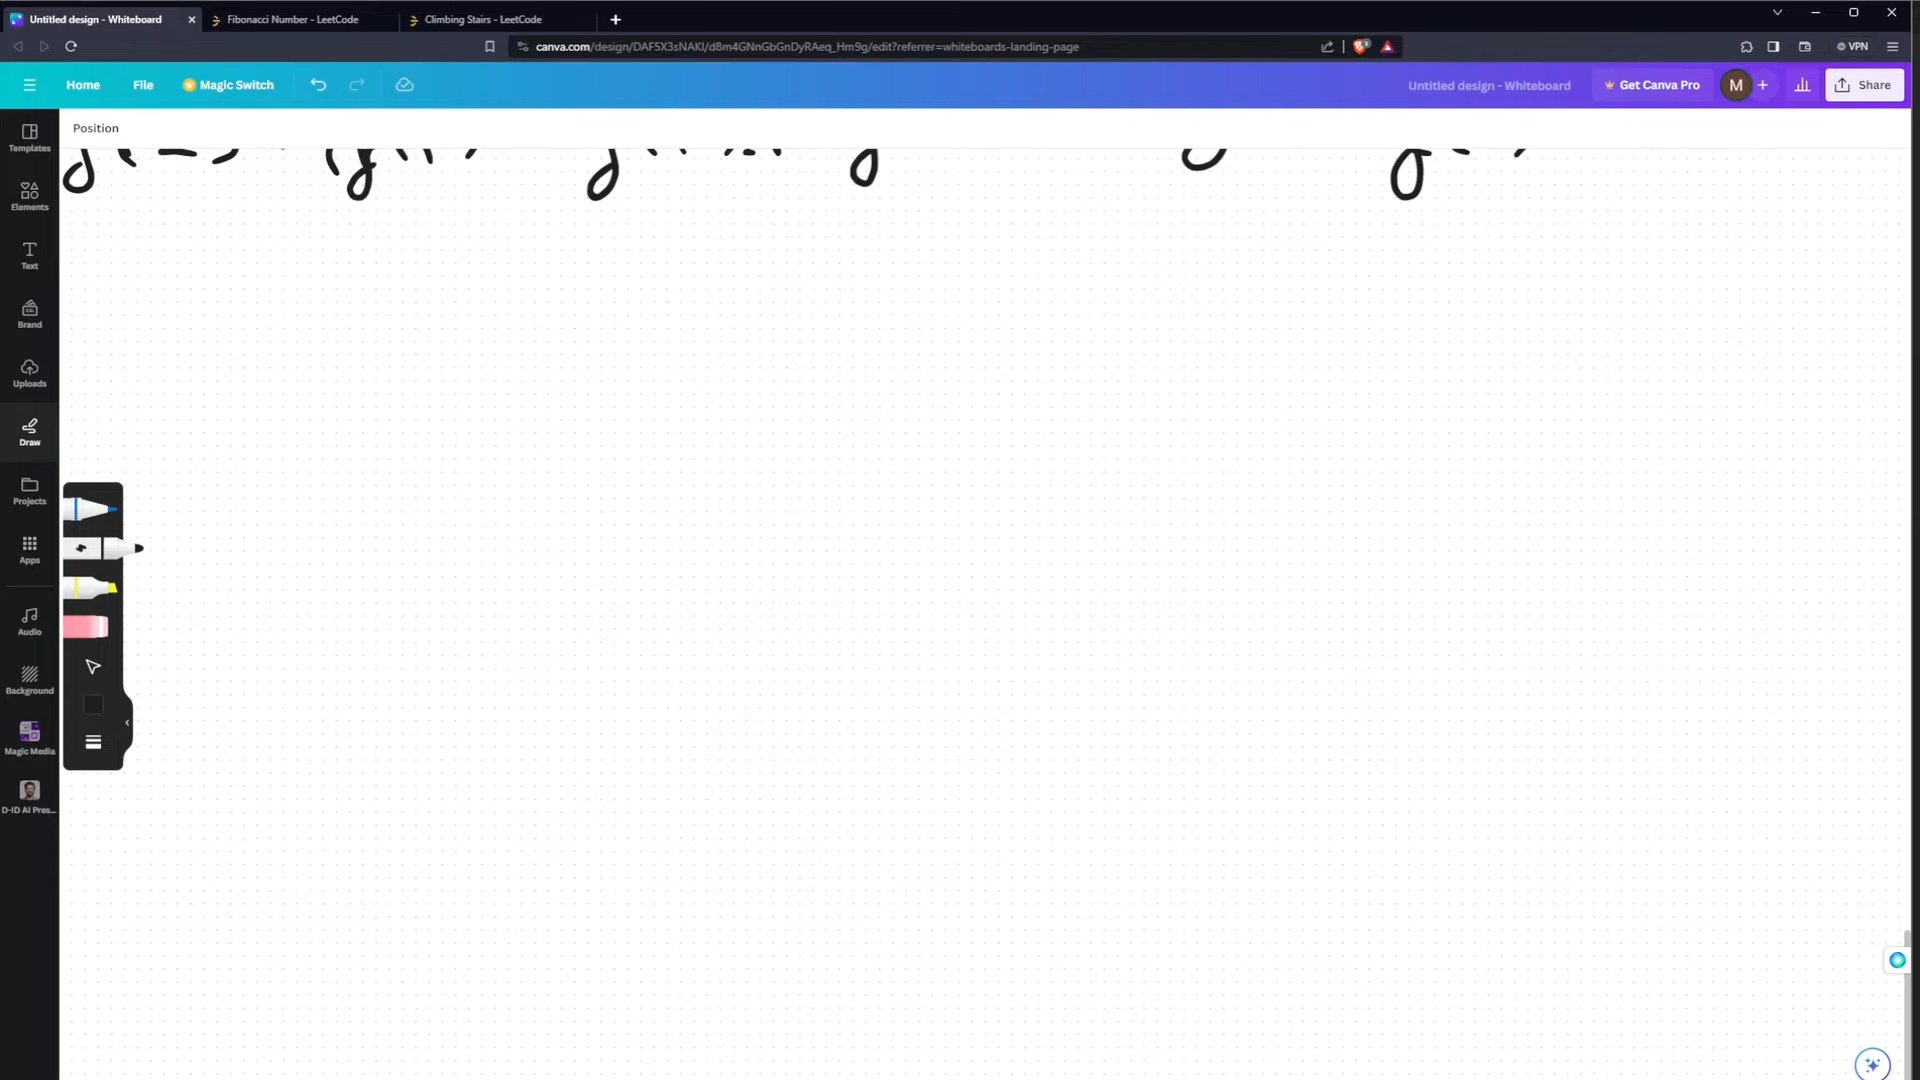 Untitled design - Whiteboard
Fibonacci Number - LeetCode
Climbing Stairs - LeetCode
canva.com/design/DAF5X3sNAKI/d8m4GNnGbGnDyRAeq_Hm9g/edit?referrer=whiteboards-landing-page
VPN
Home
File
Magic Switch
Untitled design - Whiteboard
Get Canva Pro
M
Share
Position
Templates
Elements
Text
Brand
Uploads
Draw
Projects
Apps
Audio
Background
Magic Media
D-ID AI Pres...